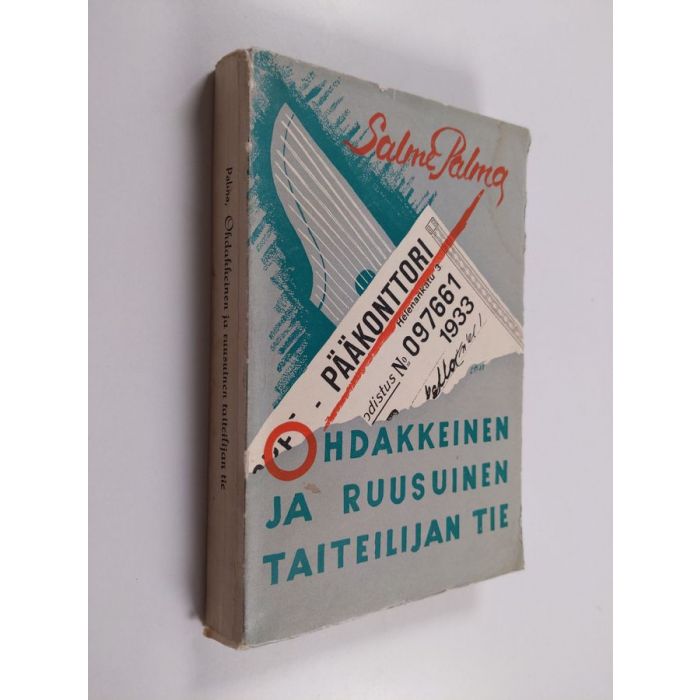 Salme Palma
- PÄÄKONTTORI
Helenankatu 3
odistus No 097661
1933
OHDAKKEINEN
JA RUUSUINEN
TAITEILIJAN TIE
Palma, Ohdakkeinen ja ruusuinen taiteilijan tie